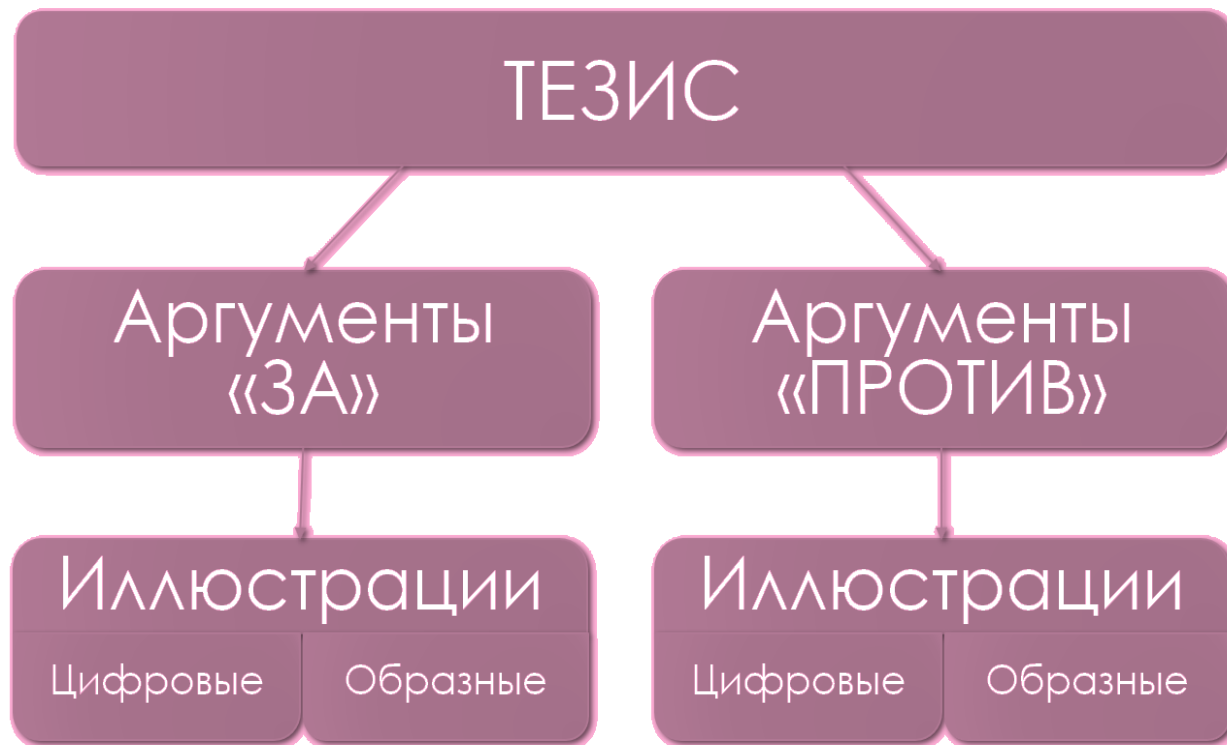 ТЕЗИС
Аргументы
«ЗА»
Аргументы
«ПРОТИВ»
Иллюстрации
Цифровые
Образные
Иллюстрации
Цифровые
Образные